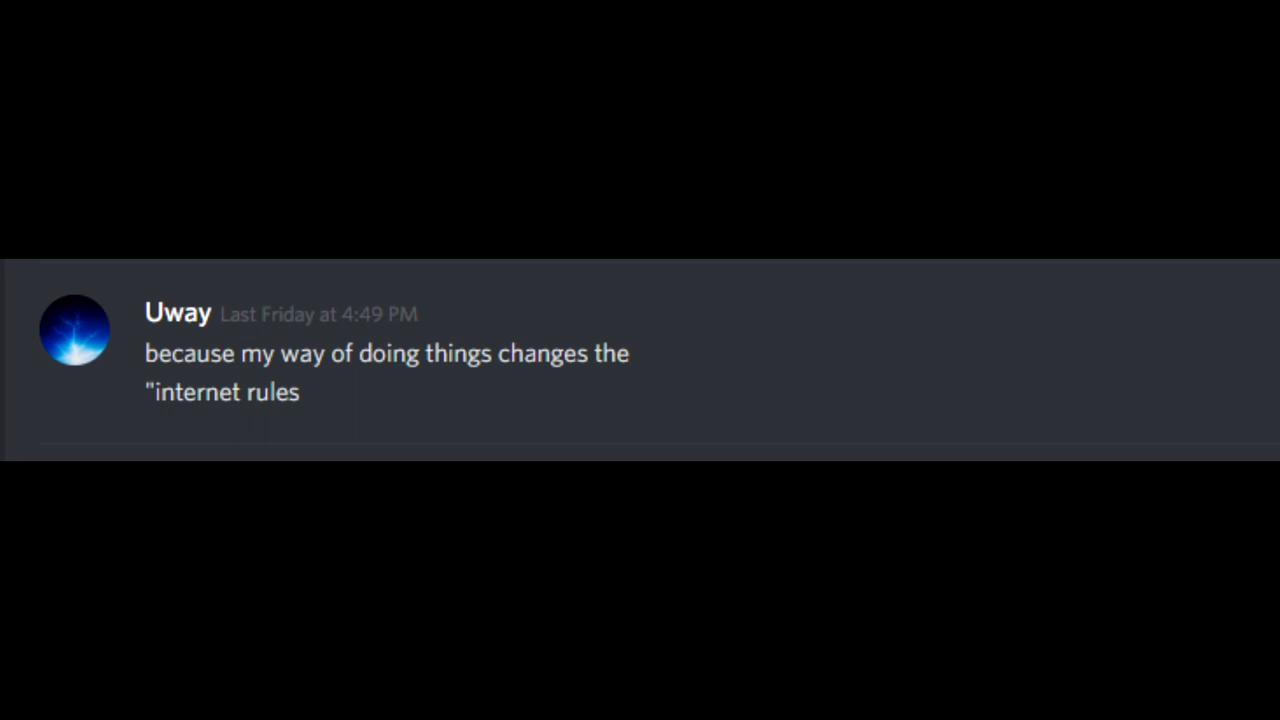 Uway Last Friday at 4:49 PM
because my way of doing things changes the
"internet rules